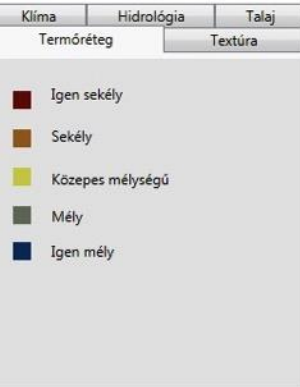 Klíma Hidrológia Talaj
Termőréteg Textúra
Igen sekély
Sekély
Közepes mélységű
Mély
Igen mély